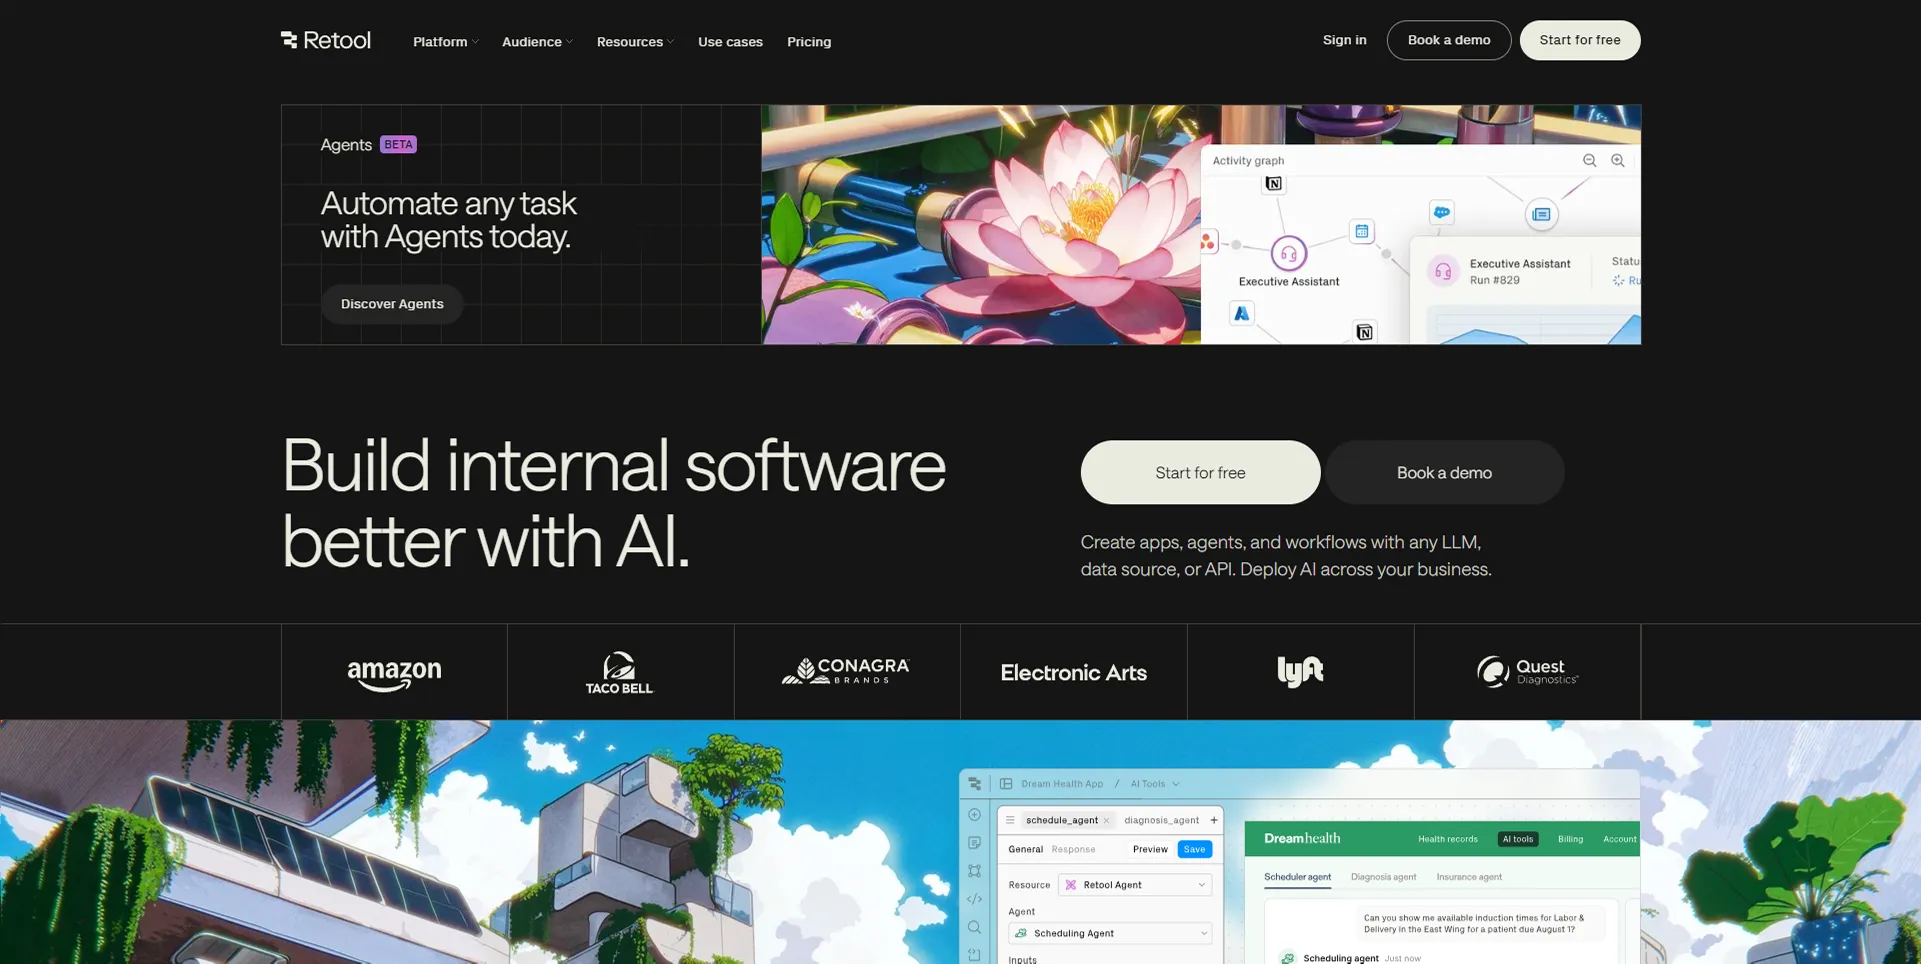 Retool
Platform
Audience
Resources
Use cases
Pricing
Sign in
Book a demo
Start for free
Agents BETA
Automate any task
with Agents today.
Discover Agents
Activity graph
Executive Assistant
Executive Assistant
Run #829
Build internal software
better with AI.
Start for free
Book a demo
Create apps, agents, and workflows with any LLM,
data source, or API. Deploy AI across your business.
amazon
TACO BELL
CONAGRA
BRANDS
Electronic Arts
lyft
Quest
Diagnostics
Dream Health App / AI Tools
schedule_agent
diagnosis_agent
General Response
Preview
Save
Resource
Retool Agent
Agent
Scheduling Agent
Inputs
Dreamhealth
Health records
AI tools
Billing
Account
Scheduler agent
Diagnosis agent
Insurance agent
Can you show me available induction times for Labor &
Delivery in the East Wing for a patient due August 1?
Scheduling agent Just now